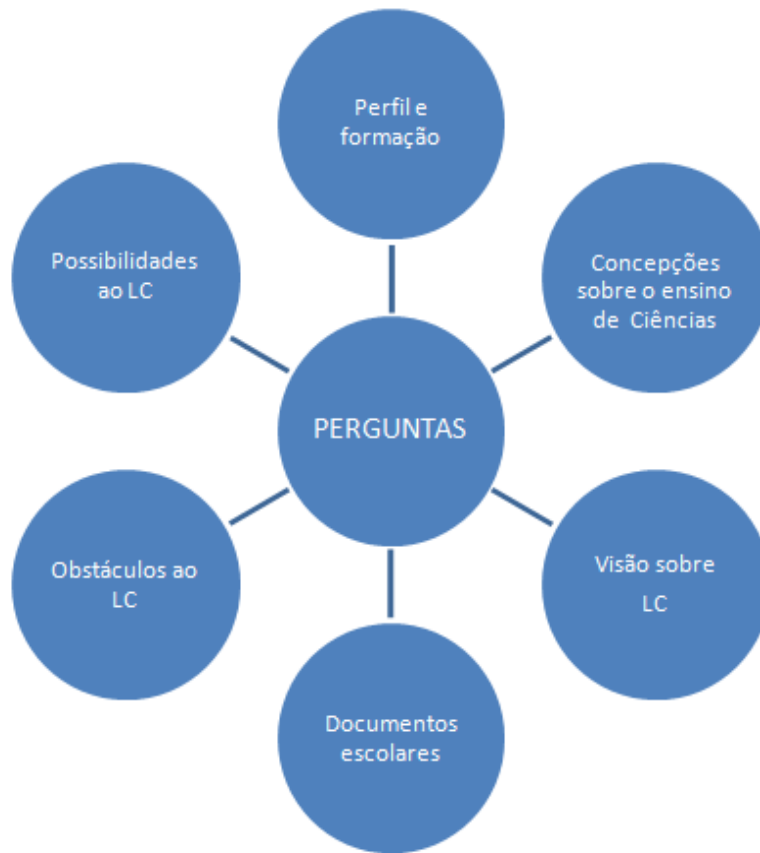 Perfil e
formação
Possibilidades
ao LC
Concepções
sobre o ensino
de Ciências
PERGUNTAS
Obstáculos ao
LC
Visão sobre
LC
Documentos
escolares